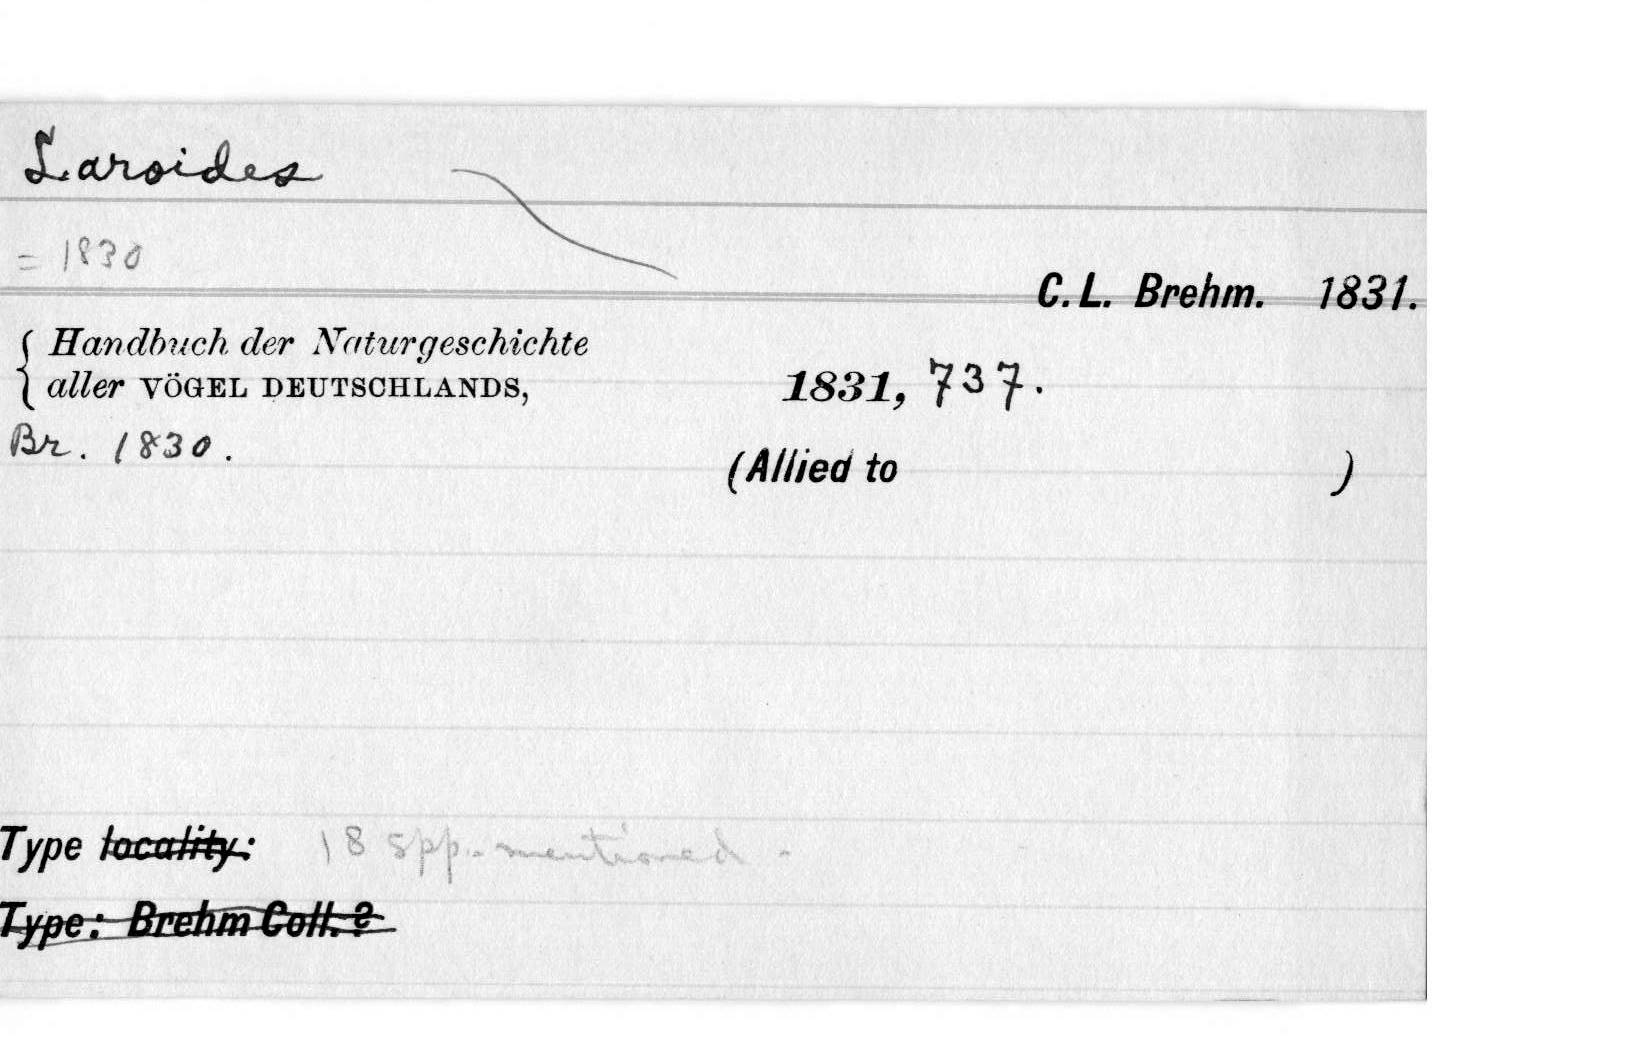 Laroides
= 1830
C. L. Brehm. 1831.
Handbuch der Naturgeschichte
aller VÖGEL DEUTSCHLANDS, 1831, 737.
Br. 1830.
(Allied to )
Type locality: 18 spp. mentioned.
Type: Brehm Coll. ?